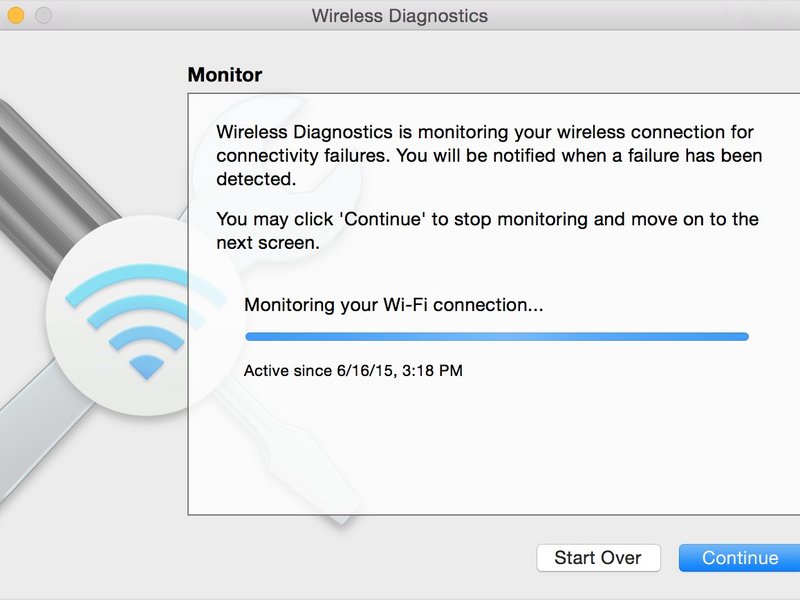 Wireless Diagnostics
Monitor
Wireless Diagnostics is monitoring your wireless connection for
connectivity failures. You will be notified when a failure has been
detected.
You may click 'Continue' to stop monitoring and move on to the
next screen.
Monitoring your Wi-Fi connection...
Active since 6/16/15, 3:18 PM
Start Over
Continue